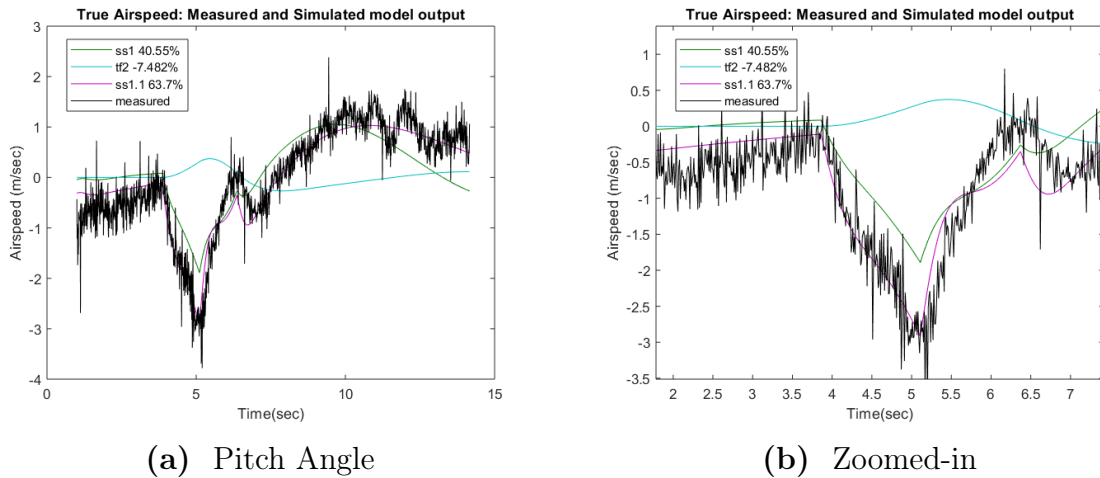 True Airspeed: Measured and Simulated model output
ss1 40.55%
tf2 -7.482%
ss1.1 63.7%
measured
Airspeed (m/sec)
4
3
2
1
0
-1
-2
-3
-4
0 5 10 15
Time(sec)
(a) Pitch Angle
True Airspeed: Measured and Simulated model output
ss1 40.55%
tf2 -7.482%
ss1.1 63.7%
measured
Airspeed (m/sec)
1
0.5
0
-0.5
-1
-1.5
-2
-2.5
-3
-3.5
2 2.5 3 3.5 4 4.5 5 5.5 6 6.5 7
Time(sec)
(b) Zoomed-in